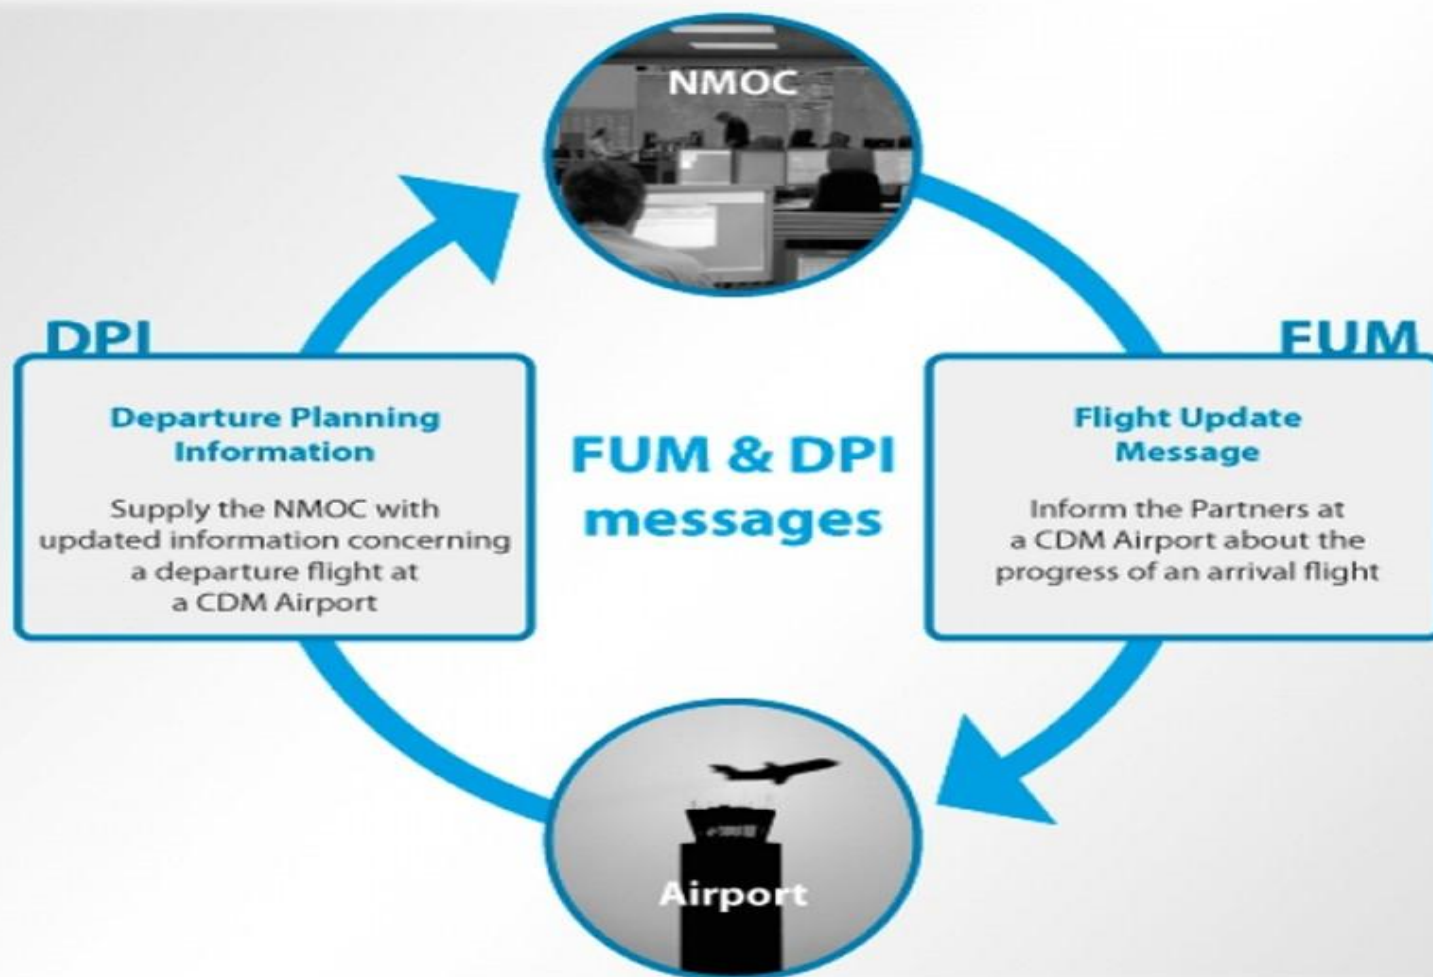 NMOC
DPI
FUM
Departure Planning
Information
Supply the NMOC with
updated information concerning
a departure flight at
a CDM Airport
FUM & DPI
messages
Flight Update
Message
Inform the Partners at
a CDM Airport about the
progress of an arrival flight
Airport